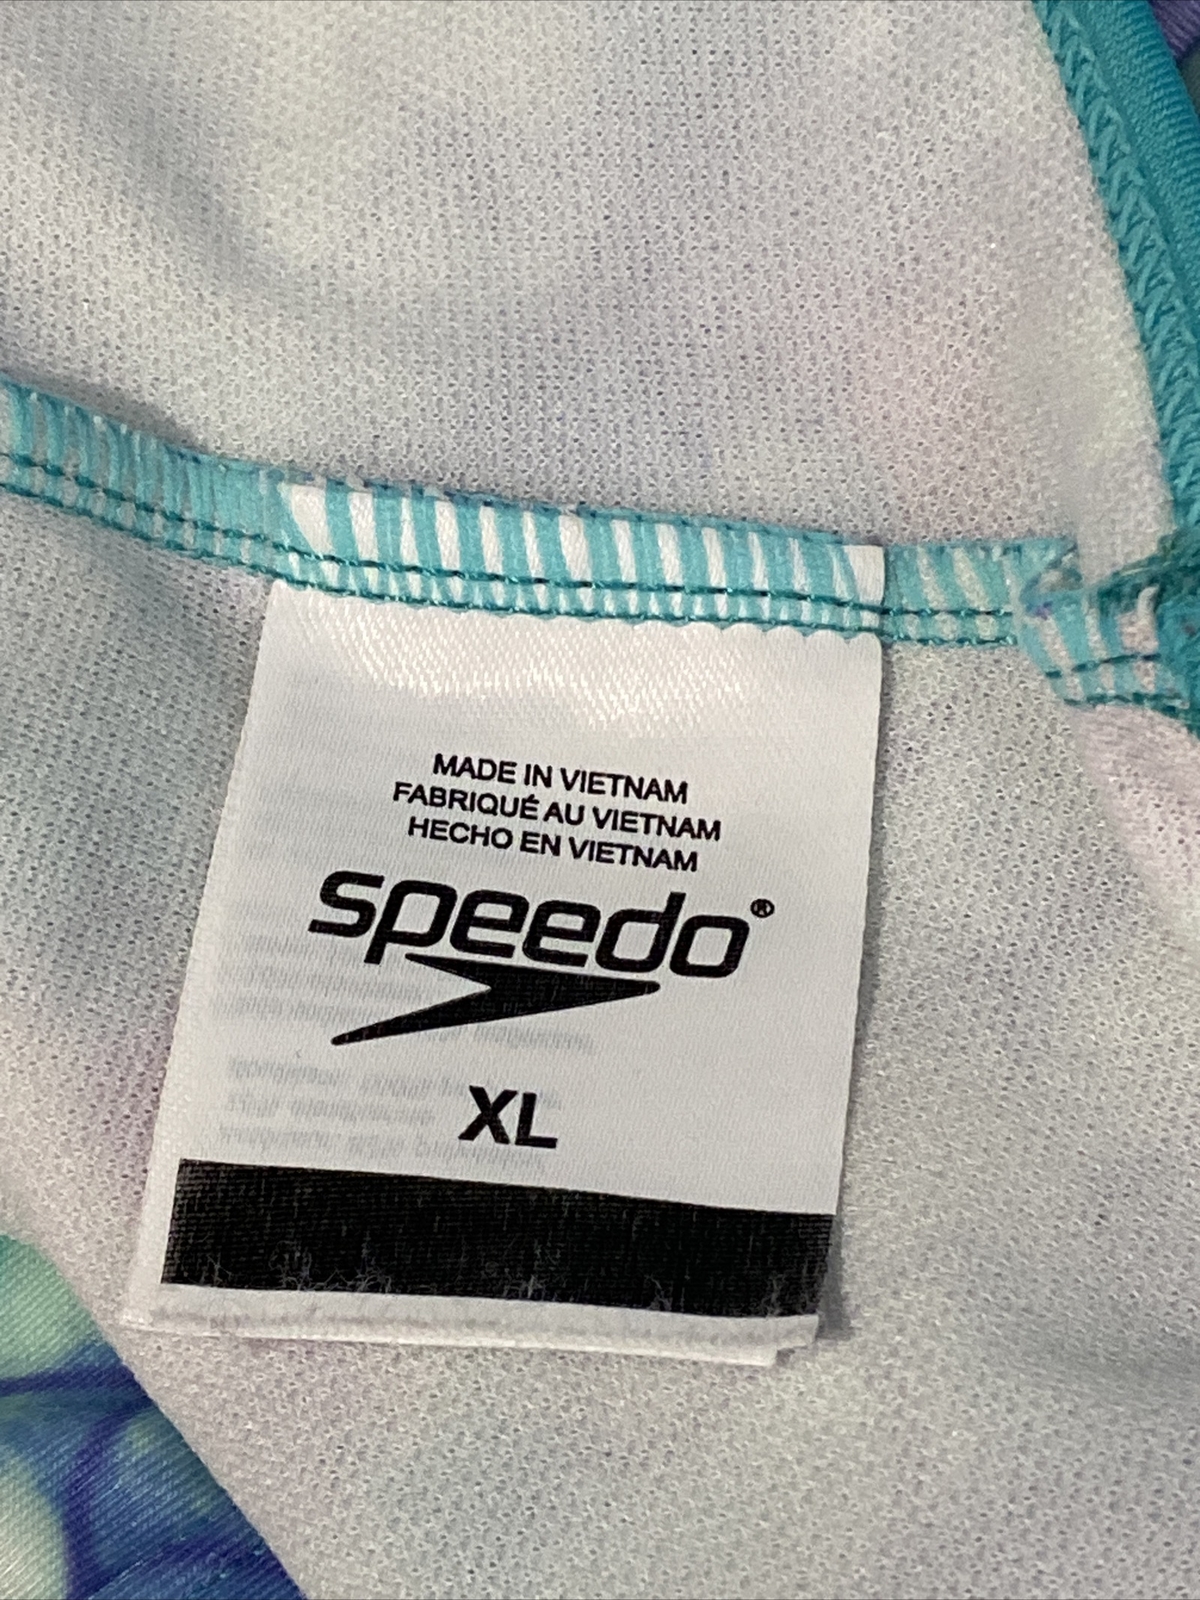 MADE IN VIETNAM
FABRIQUÉ AU VIETNAM
HECHO EN VIETNAM
speedo®
XL